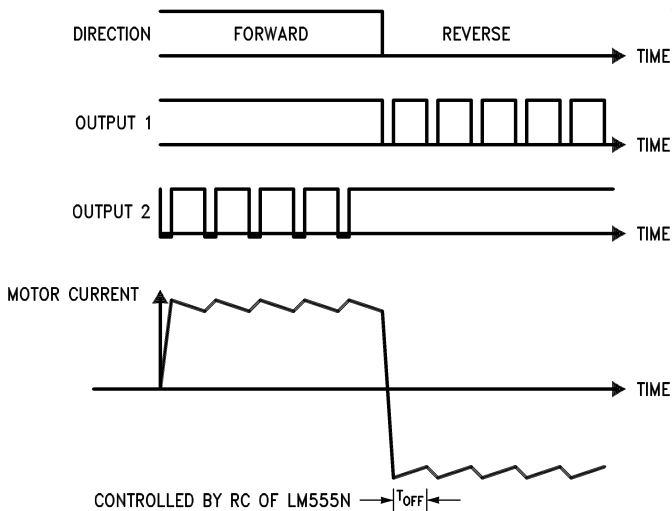 DIRECTION FORWARD REVERSE
TIME
OUTPUT 1
TIME
OUTPUT 2
TIME
MOTOR CURRENT
TIME
CONTROLLED BY RC OF LM555N TOFF